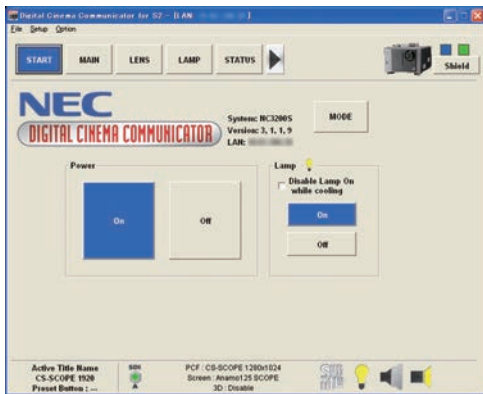 Digital Cinema Communicator for S2 - [LAN
File Setup Option
START MAIN LENS LAMP STATUS
Shield
NEC
DIGITAL CINEMA COMMUNICATOR
System: NC3200S
Version: 3, 1, 1, 9
LAN:
MODE
Power
On Off
Lamp
Disable Lamp On
while cooling
On
Off
Active Title Name
CS-SCOPE 1920
Preset Button : ---
A
PCF : CS-SCOPE 1280x1024
Screen : Anamo125 SCOPE
3D : Disable